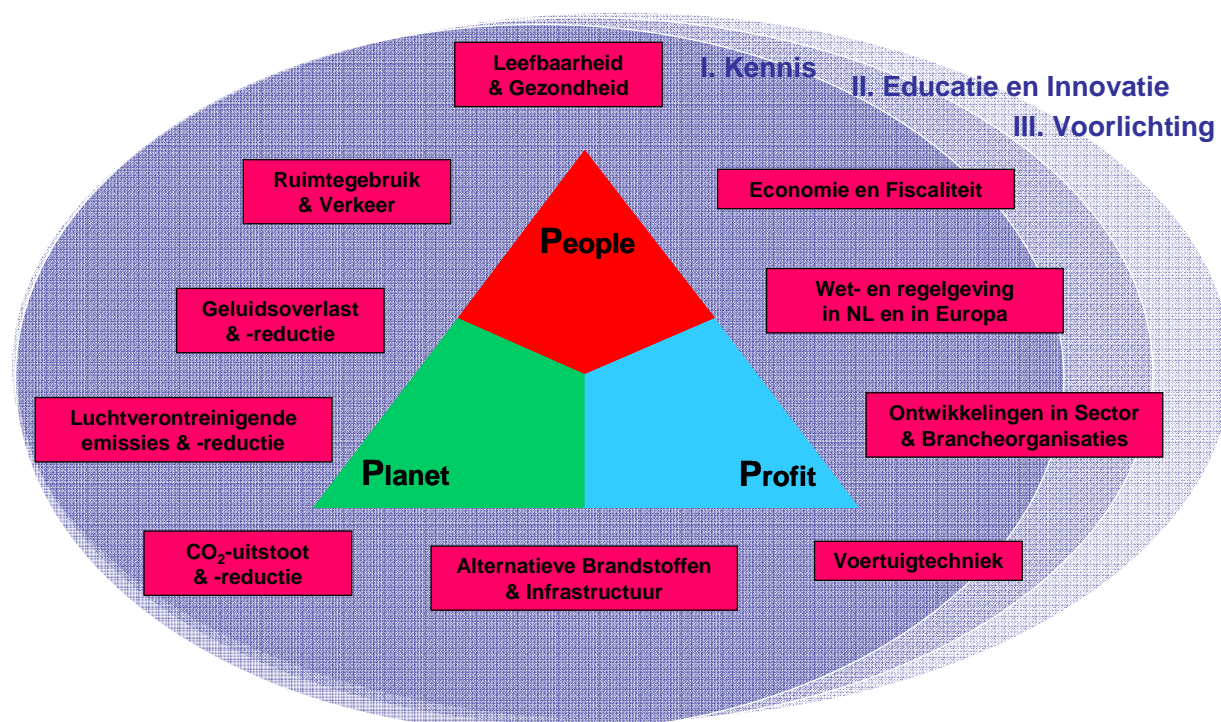 Leefbaarheid
& Gezondheid
I. Kennis
II. Educatie en Innovatie
III. Voorlichting
Ruimtegebruik
& Verkeer
Economie en Fiscaliteit
People
Geluidsoverlast
& -reductie
Wet- en regelgeving
in NL en in Europa
Luchtverontreinigende
emissies & -reductie
Ontwikkelingen in Sector
& Brancheorganisaties
Planet
Profit
CO₂-uitstoot
& -reductie
Alternatieve Brandstoffen
& Infrastructuur
Voertuigtechniek